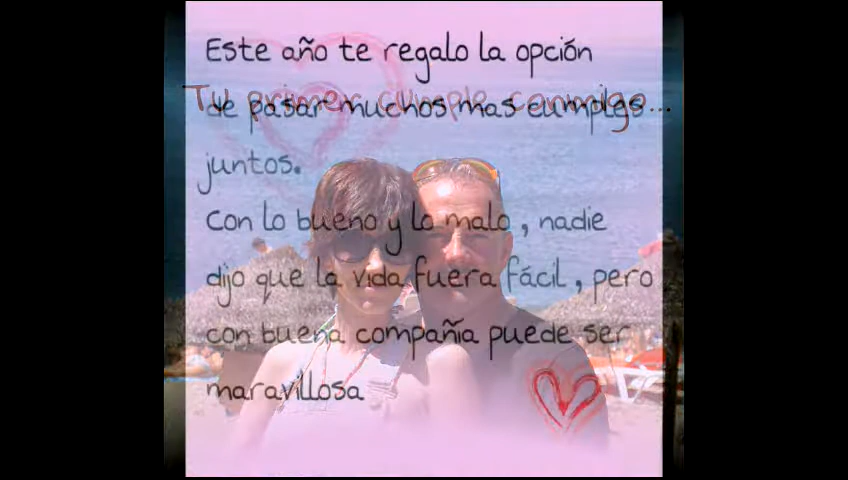 Este año te regalo la opción
Tu primer cumple conmigo...
de pasar muchos mas cumples
juntos.
Con lo bueno y lo malo, nadie
dijo que la vida fuera fácil, pero
con buena compañia puede ser
maravillosa